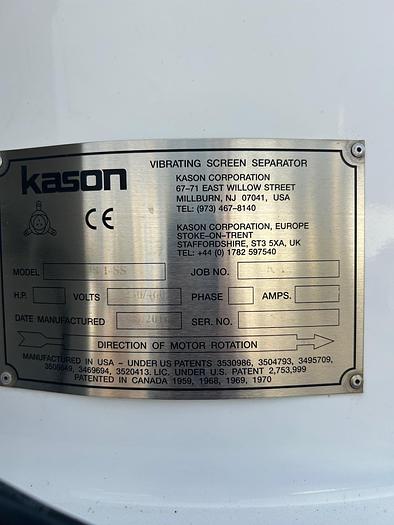 kason
VIBRATING SCREEN SEPARATOR
KASON CORPORATION
67-71 EAST WILLOW STREET
MILLBURN, NJ 07041, USA
TEL: (973) 467-8140
CE
KASON CORPORATION, EUROPE
STOKE-ON-TRENT
STAFFORDSHIRE, ST3 5XA, UK
TEL: +44 (0) 1782 597540
MODEL JOB NO.
H.P. VOLTS PHASE AMPS.
DATE MANUFACTURED SER. NO.
DIRECTION OF MOTOR ROTATION
MANUFACTURED IN USA - UNDER US PATENTS 3530986, 3504793, 3495709,
3469694, 3520413. LIC. UNDER U.S. PATENT 2,753,999
PATENTED IN CANADA 1959, 1968, 1969, 1970